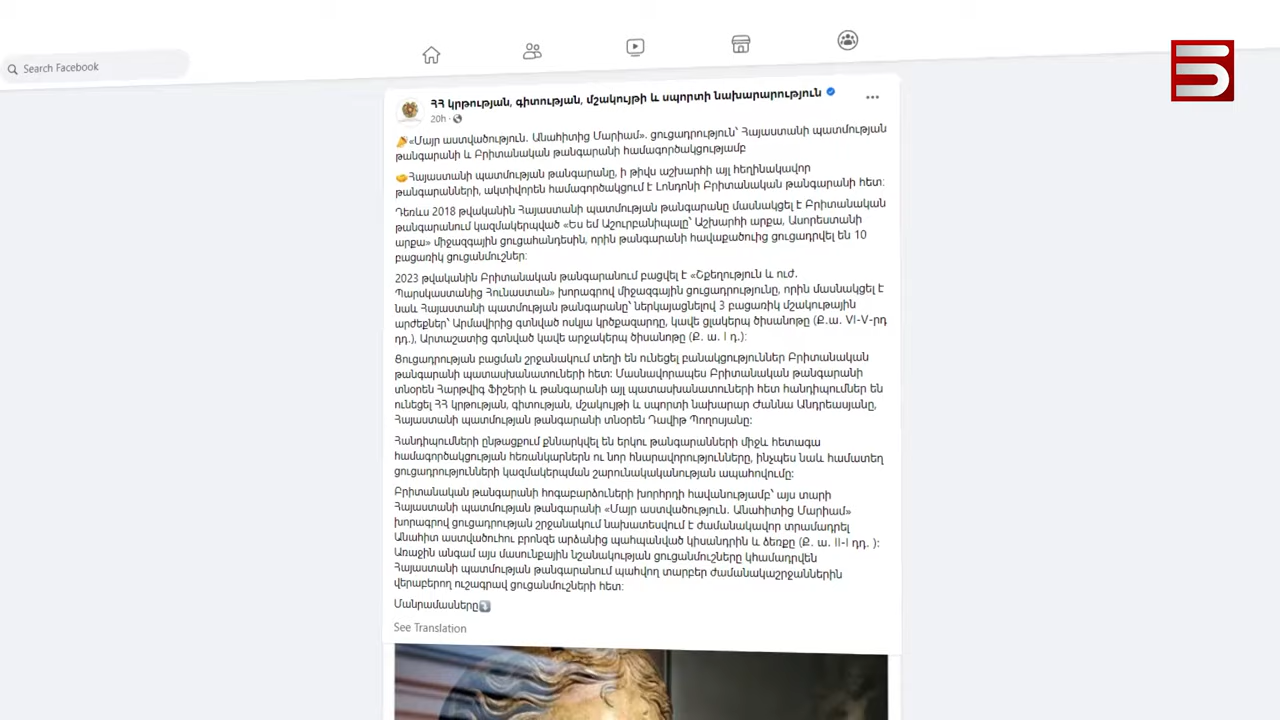 Search Facebook
ՀՀ կրթության, գիտության, մշակույթի և սպորտի նախարարություն
20h ·
«Մայր աստվածություն. Անահիտից Մարիամ». ցուցադրություն՝ Հայաստանի պատմության
թանգարանի և Բրիտանական թանգարանի համագործակցությամբ
Հայաստանի պատմության թանգարանը, ի թիվս աշխարհի այլ հեղինակավոր
թանգարանների, ակտիվորեն համագործակցում է Լոնդոնի Բրիտանական թանգարանի հետ:
Դեռևս 2018 թվականին Հայաստանի պատմության թանգարանը մասնակցել է Բրիտանական
թանգարանում կազմակերպված «Ես եմ Աշուրբանիպալը՝ Աշխարհի արքա, Ասորեստանի
արքա» միջազգային ցուցահանդեսին, որին թանգարանի հավաքածուից ցուցադրվել են 10
բացառիկ ցուցանմուշներ:
2023 թվականին Բրիտանական թանգարանում բացվել է «Շքեղություն և ուժ.
Պարսկաստանից Հունաստան» խորագրով միջազգային ցուցադրությունը, որին մասնակցել է
նաև Հայաստանի պատմության թանգարանը՝ ներկայացնելով 3 բացառիկ մշակութային
արժեքներ՝ Արմավիրից գտնված ոսկյա կրծքազարդը, կավե ցլակերպ ծիսանոթը (Ք.ա. VI-V-րդ
դդ.), Արտաշատից գտնված կավե արջակերպ ծիսանոթը (Ք. ա. I դ.):
Ցուցադրության բացման շրջանակում տեղի են ունեցել բանակցություններ Բրիտանական
թանգարանի պատասխանատուների հետ: Մասնավորապես Բրիտանական թանգարանի
տնօրեն Հարթվիգ Ֆիշերի և թանգարանի այլ պատասխանատուների հետ հանդիպումներ են
ունեցել ՀՀ կրթության, գիտության, մշակույթի և սպորտի նախարար Ժաննա Անդրեասյանը,
Հայաստանի պատմության թանգարանի տնօրեն Դավիթ Պողոսյանը:
Հանդիպումների ընթացքում քննարկվել են երկու թանգարանների միջև հետագա
համագործակցության հեռանկարներն ու նոր հնարավորությունները, ինչպես նաև համատեղ
ցուցադրությունների կազմակերպման շարունակականության ապահովումը:
Բրիտանական թանգարանի հոգաբարձուների խորհրդի հավանությամբ՝ այս տարի
Հայաստանի պատմության թանգարանի «Մայր աստվածություն. Անահիտից Մարիամ»
խորագրով ցուցադրության շրջանակում նախատեսվում է ժամանակավոր տրամադրել
Անահիտ աստվածուհու բրոնզե արձանից պահպանված կիսանդրին և ձեռքը (Ք. ա. II-I դդ. ):
Առաջին անգամ այս մասունքային նշանակության ցուցանմուշները կհամադրվեն
Հայաստանի պատմության թանգարանում պահվող տարբեր ժամանակաշրջաններին
վերաբերող ուշագրավ ցուցանմուշների հետ:
Մանրամասները
See Translation